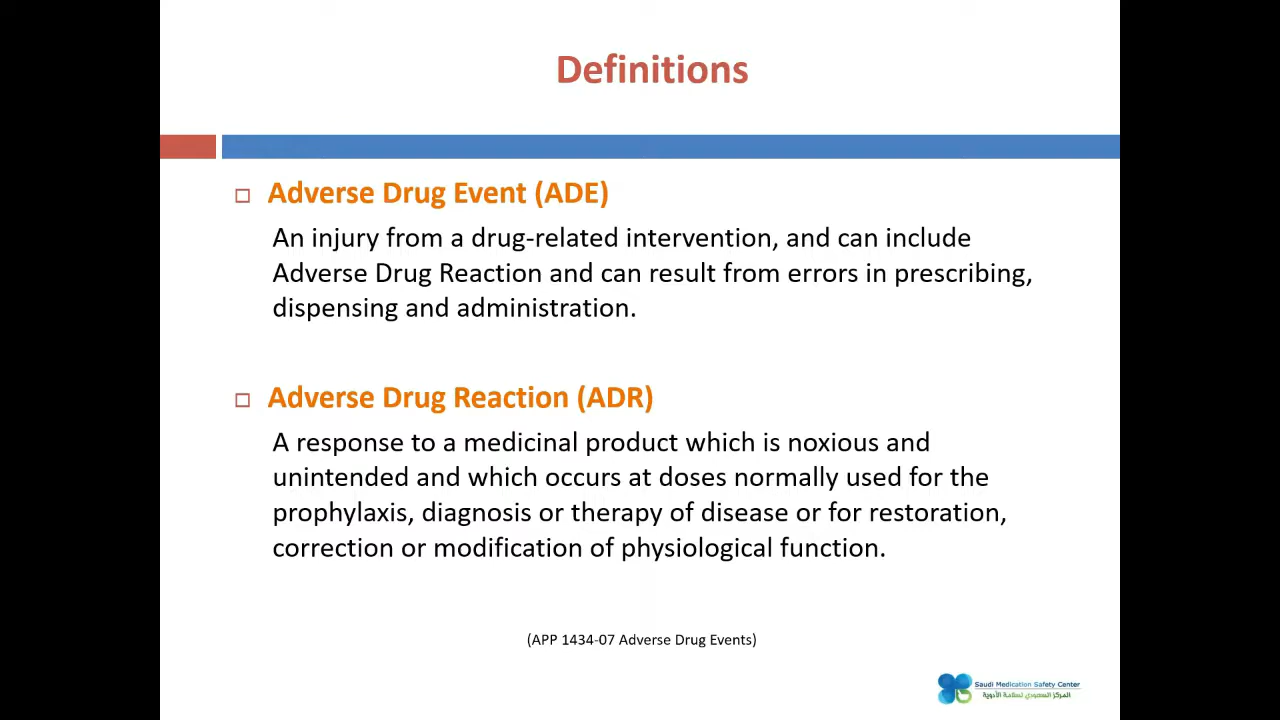 Definitions
Adverse Drug Event (ADE)
An injury from a drug-related intervention, and can include
Adverse Drug Reaction and can result from errors in prescribing,
dispensing and administration.
Adverse Drug Reaction (ADR)
A response to a medicinal product which is noxious and
unintended and which occurs at doses normally used for the
prophylaxis, diagnosis or therapy of disease or for restoration,
correction or modification of physiological function.
(APP 1434-07 Adverse Drug Events)
Saudi Medication Safety Center
المركز السعودي لسلامة الأدوية